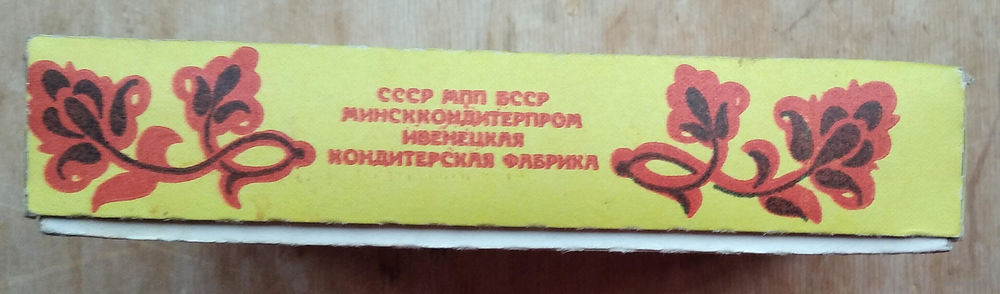 СССР МПП БССР
МИНСККОНДИТЕРПРОМ
ИВЕНЕЦКАЯ
КОНДИТЕРСКАЯ ФАБРИКА